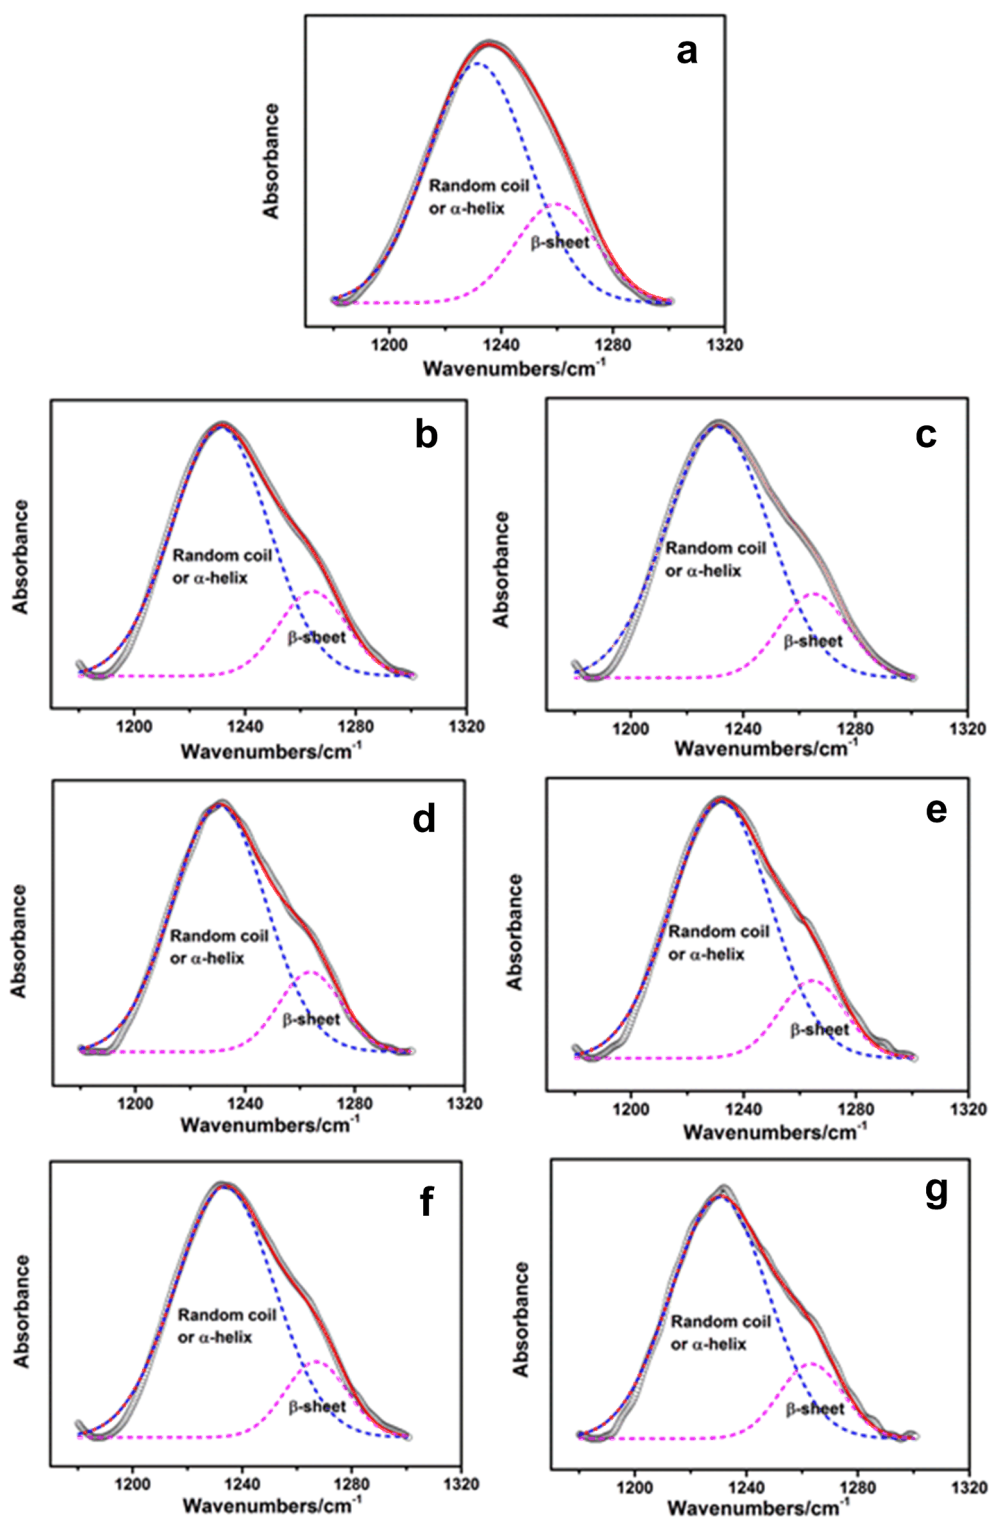 a
Absorbance
Random coil
or α-helix
β-sheet
1200 1240 1280 1320
Wavenumbers/cm-1
b
Absorbance
Random coil
or α-helix
β-sheet
1200 1240 1280 1320
Wavenumbers/cm-1
c
Absorbance
Random coil
or α-helix
β-sheet
1200 1240 1280 1320
Wavenumbers/cm-1
d
Absorbance
Random coil
or α-helix
β-sheet
1200 1240 1280 1320
Wavenumbers/cm-1
e
Absorbance
Random coil
or α-helix
β-sheet
1200 1240 1280 1320
Wavenumbers/cm-1
f
Absorbance
Random coil
or α-helix
β-sheet
1200 1240 1280 1320
Wavenumbers/cm-1
g
Absorbance
Random coil
or α-helix
β-sheet
1200 1240 1280 1320
Wavenumbers/cm-1